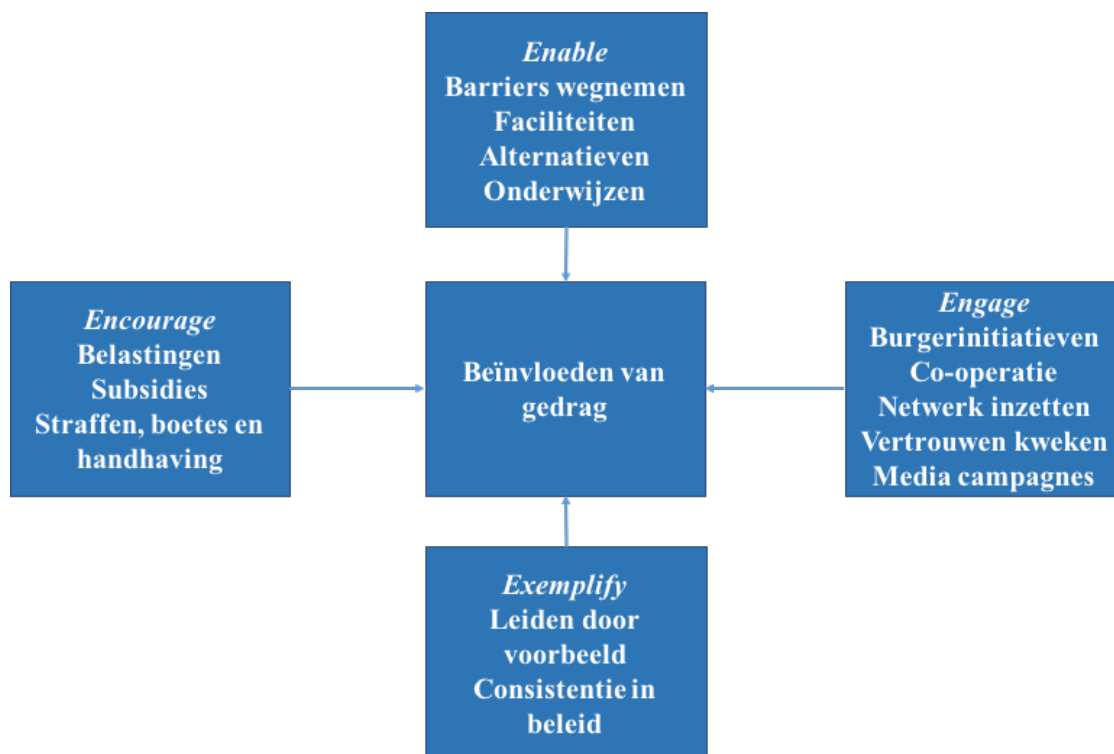 Enable
Barriers wegnemen
Faciliteiten
Alternatieven
Onderwijzen
Encourage
Belastingen
Subsidies
Straffen, boetes en
handhaving
Beïnvloeden van
gedrag
Engage
Burgerinitiatieven
Co-operatie
Netwerk inzetten
Vertrouwen kweken
Media campagnes
Exemplify
Leiden door
voorbeeld
Consistentie in
beleid